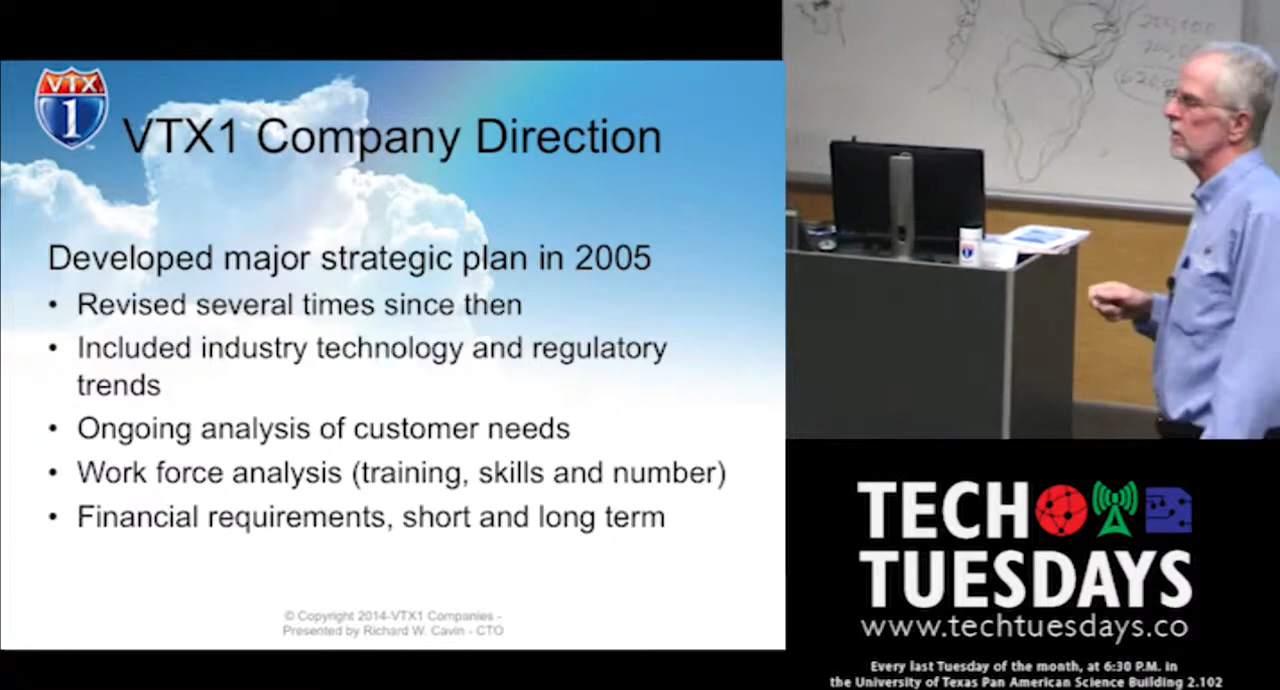 VTX
1
VTX1 Company Direction
Developed major strategic plan in 2005
• Revised several times since then
• Included industry technology and regulatory
trends
• Ongoing analysis of customer needs
• Work force analysis (training, skills and number)
• Financial requirements, short and long term
© Copyright 2014-VTX1 Companies -
Presented by Richard W. Cavin - CTO
TECH
TUESDAYS
www.techtuesdays.co
Every last Tuesday of the month, at 6:30 P.M. in
the University of Texas Pan American Science Building 2.102